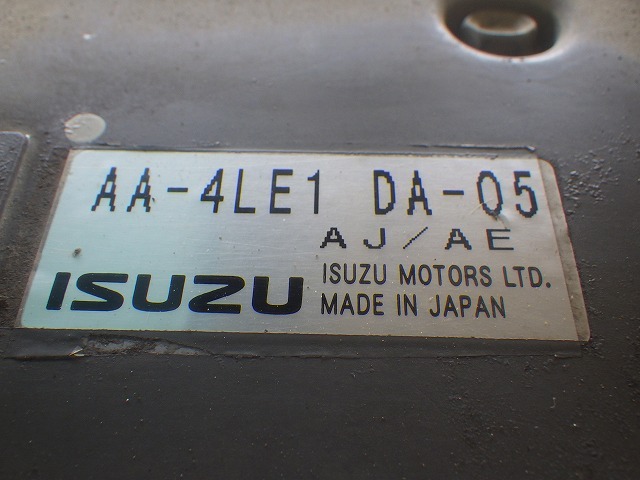 AA-4LE1 DA-05
AJ/AE
ISUZU
ISUZU MOTORS LTD.
MADE IN JAPAN